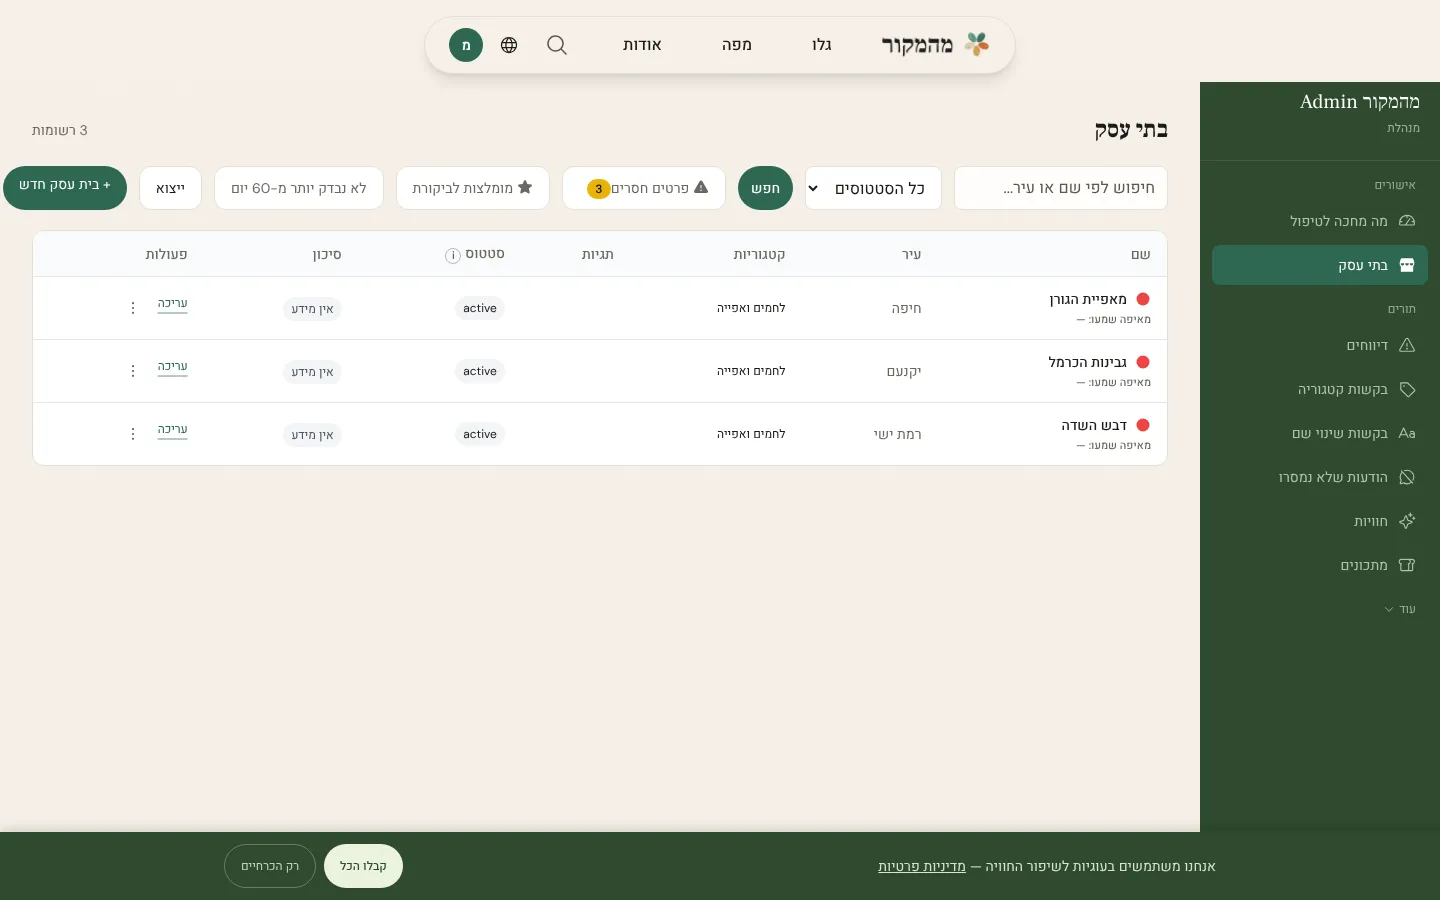 מהמקור
גלו
מפה
אודות
מ
מהמקור Admin
מנהלת
אישורים
מה מחכה לטיפול
בתי עסק
תורים
דיווחים
בקשות קטגוריה
Aa בקשות שינוי שם
הודעות שלא נמסרו
חוויות
מתכונים
עוד
בתי עסק
3 רשומות
חיפוש לפי שם או עיר...
כל הסטטוסים
חפש
פרטים חסרים 3
מומלצות לביקורת
לא נבדק יותר מ-60 יום
ייצוא
+ בית עסק חדש
שם עיר קטגוריות תגיות סטטוס i סיכון פעולות
מאפיית הגורן חיפה לחמים ואפייה active אין מידע עריכה ⋮
מאיפה שמעו: —
גבינות הכרמל יקנעם לחמים ואפייה active אין מידע עריכה ⋮
מאיפה שמעו: —
דבש השדה רמת ישי לחמים ואפייה active אין מידע עריכה ⋮
מאיפה שמעו: —
אנחנו משתמשים בעוגיות לשיפור החוויה — מדיניות פרטיות
קבלו הכל
רק הכרחיים